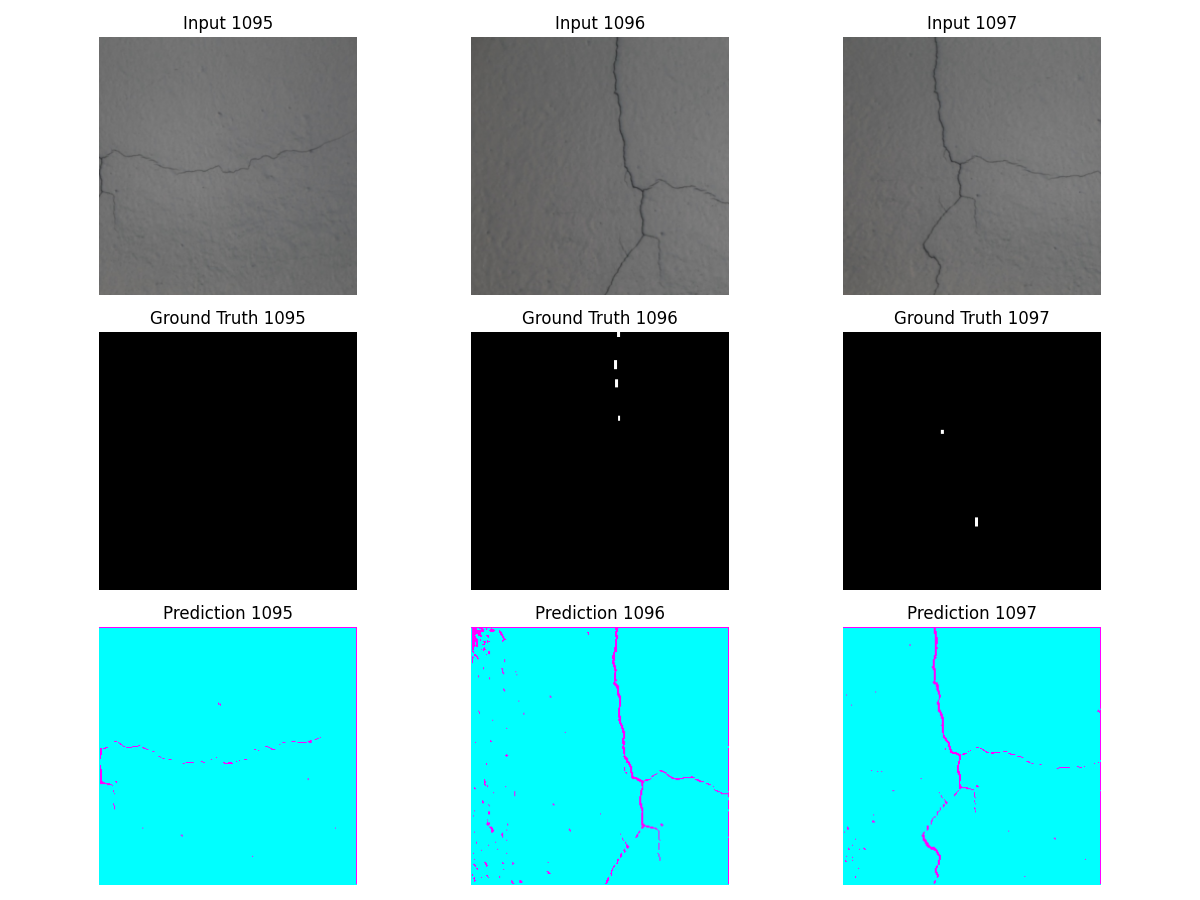 Input 1095
Input 1096
Input 1097
Ground Truth 1095
Ground Truth 1096
Ground Truth 1097
Prediction 1095
Prediction 1096
Prediction 1097